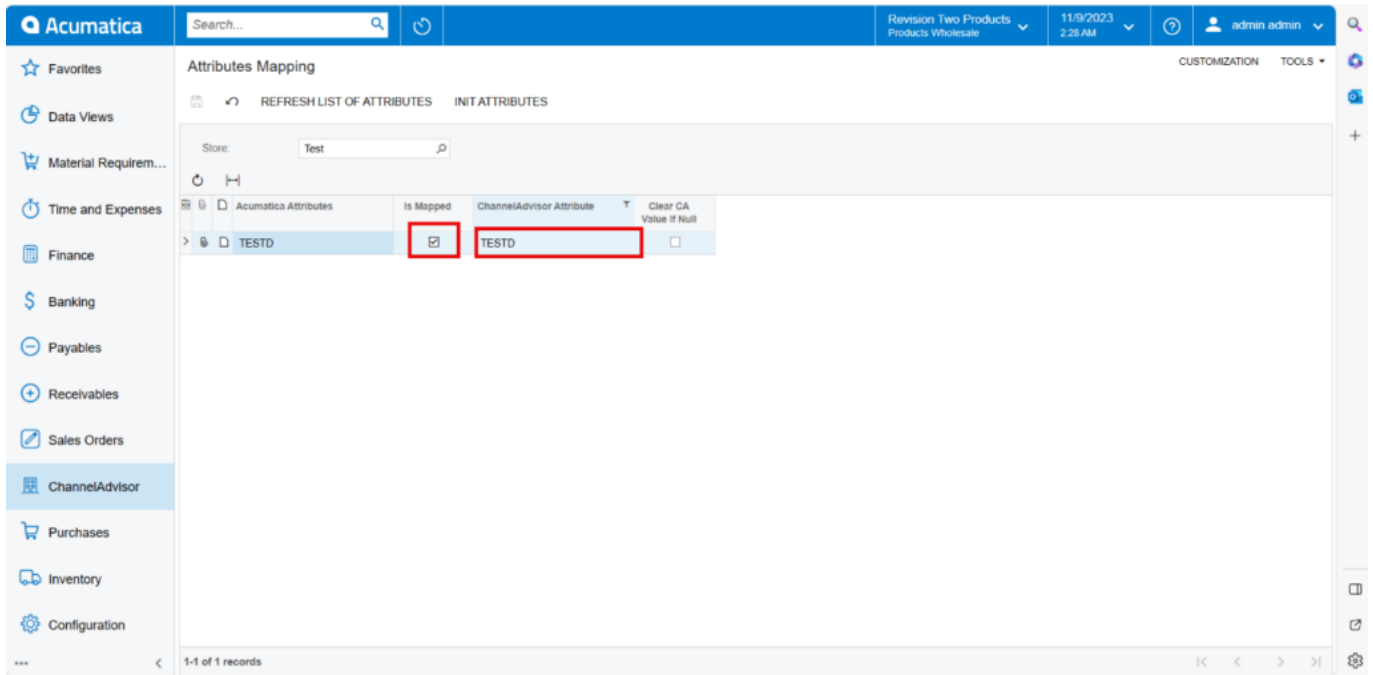 Acumatica
Search...
Revision Two Products
Products Wholesale
11/9/2023
2:28 AM
admin admin
Favorites
Data Views
Material Requirem...
Time and Expenses
Finance
Banking
Payables
Receivables
Sales Orders
ChannelAdvisor
Purchases
Inventory
Configuration
Attributes Mapping
CUSTOMIZATION TOOLS
REFRESH LIST OF ATTRIBUTES INIT ATTRIBUTES
Store: Test
Acumatica Attributes Is Mapped ChannelAdvisor Attribute Clear CA
Value If Null
TESTD TESTD
1-1 of 1 records